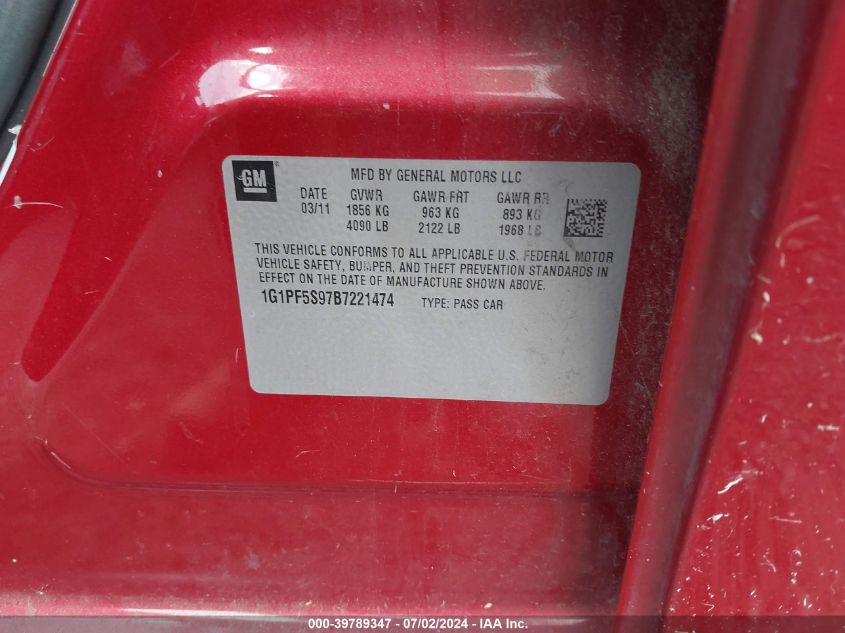 GM
MFD BY GENERAL MOTORS LLC
DATE GVWR GAWR FRT GAWR RR
03/11 1856 KG 963 KG 893 KG
4090 LB 2122 LB 1968 LB
THIS VEHICLE CONFORMS TO ALL APPLICABLE U.S. FEDERAL MOTOR
VEHICLE SAFETY, BUMPER, AND THEFT PREVENTION STANDARDS IN
EFFECT ON THE DATE OF MANUFACTURE SHOWN ABOVE.
1G1PF5S97B7221474 TYPE: PASS CAR
000-39789347 - 07/02/2024 - IAA Inc.